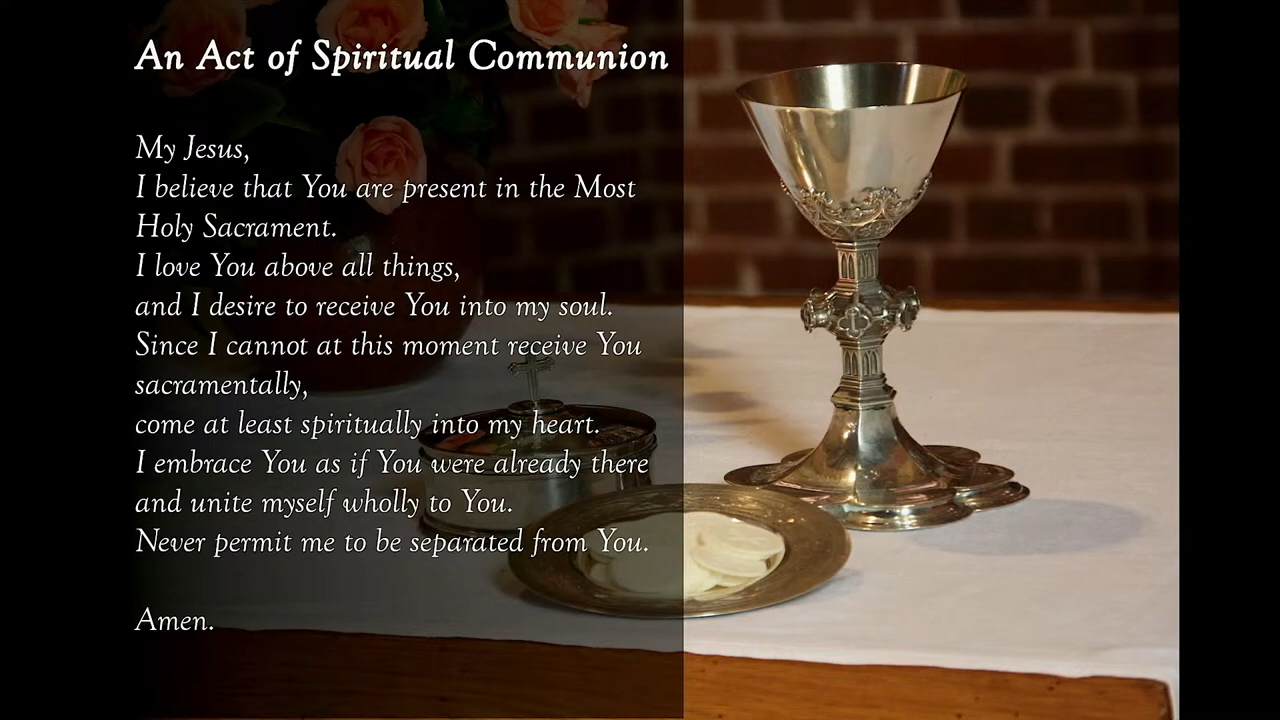 An Act of Spiritual Communion
My Jesus,
I believe that You are present in the Most
Holy Sacrament.
I love You above all things,
and I desire to receive You into my soul.
Since I cannot at this moment receive You
sacramentally,
come at least spiritually into my heart.
I embrace You as if You were already there
and unite myself wholly to You.
Never permit me to be separated from You.
Amen.